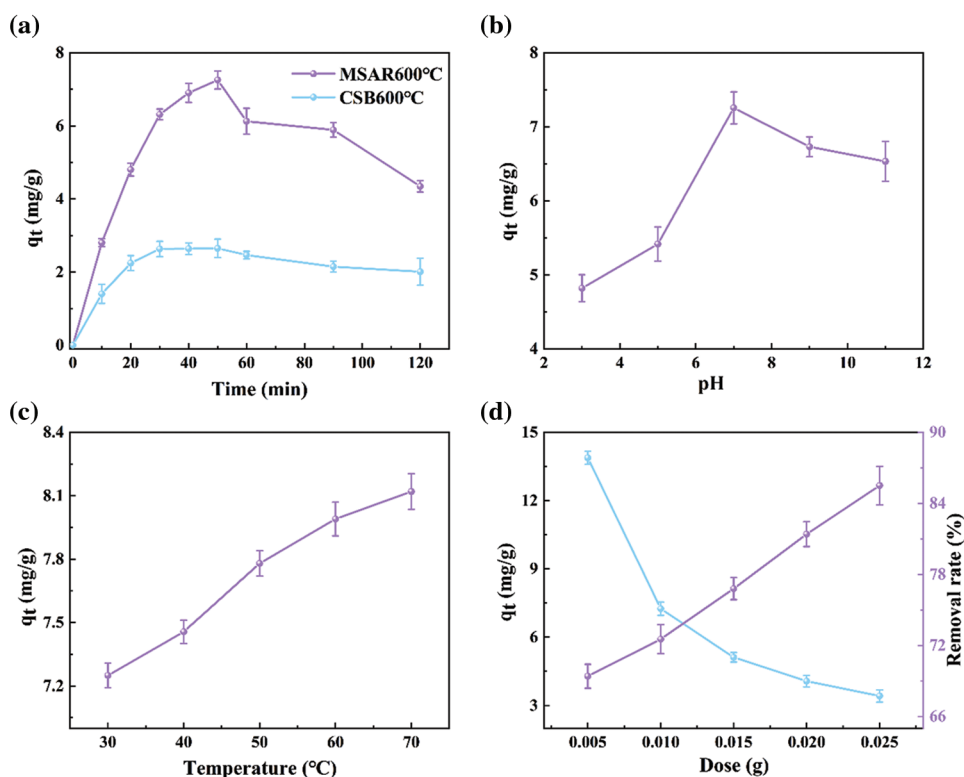 (a)
8
6
4
2
0
qt (mg/g)
MSAR600℃
CSB600℃
0 20 40 60 80 100 120
Time (min)
(b)
8
7
6
5
4
qt (mg/g)
2 4 6 8 10 12
pH
(c)
8.4
8.1
7.8
7.5
7.2
qt (mg/g)
30 40 50 60 70
Temperature (℃)
(d)
15
12
9
6
3
qt (mg/g)
90
84
78
72
66
Removal rate (%)
0.005 0.010 0.015 0.020 0.025
Dose (g)